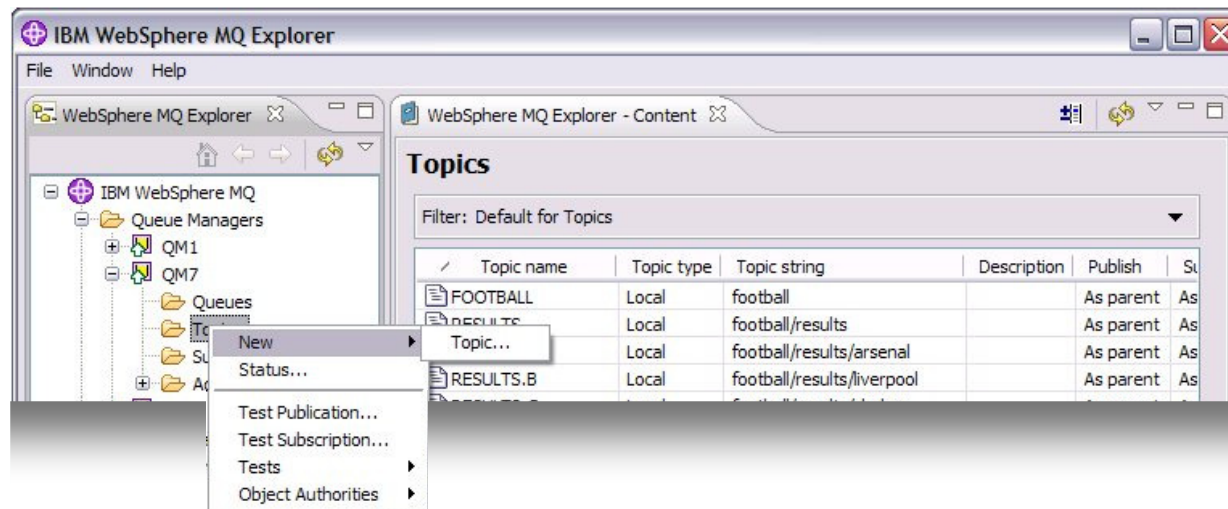 IBM WebSphere MQ Explorer
File Window Help
WebSphere MQ Explorer
IBM WebSphere MQ
Queue Managers
QM1
QM7
Queues
New
Status...
Test Publication...
Test Subscription...
Tests
Object Authorities
Topic...
WebSphere MQ Explorer - Content
Topics
Filter: Default for Topics
Topic name Topic type Topic string Description Publish Su
FOOTBALL Local football As parent As
RESULTS Local football/results As parent As
Local football/results/arsenal As parent As
RESULTS.B Local football/results/liverpool As parent As